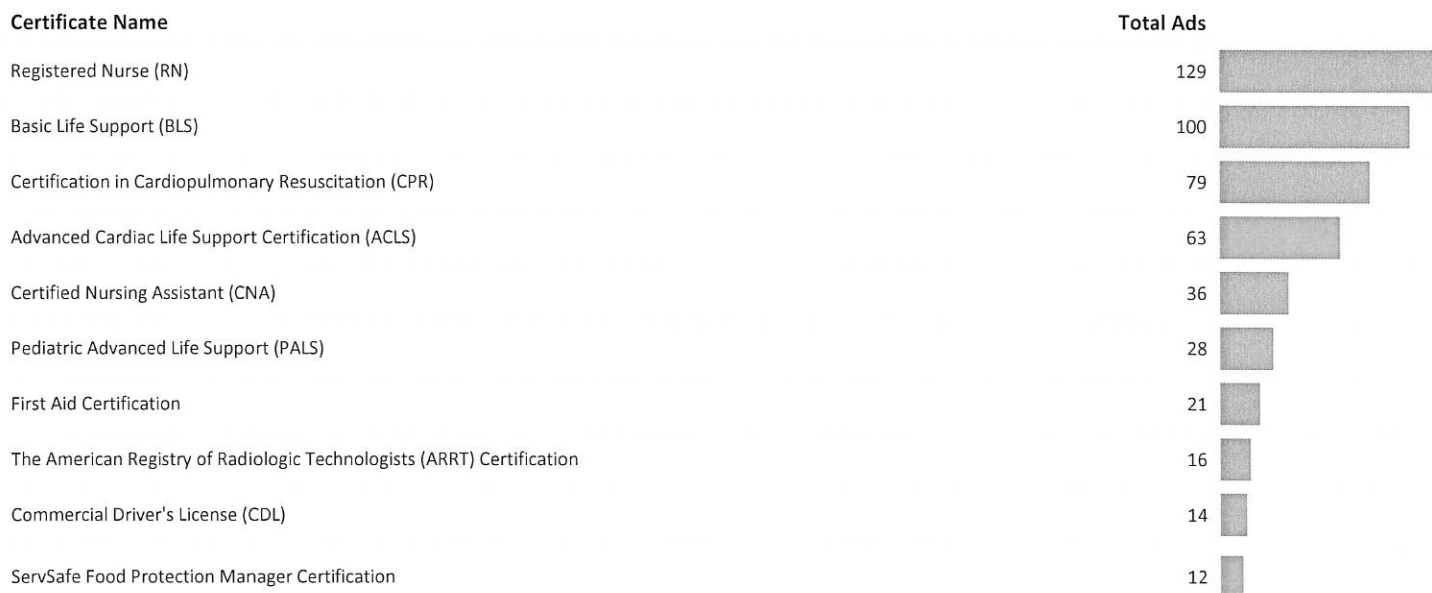 Certificate Name Total Ads
Registered Nurse (RN) 129
Basic Life Support (BLS) 100
Certification in Cardiopulmonary Resuscitation (CPR) 79
Advanced Cardiac Life Support Certification (ACLS) 63
Certified Nursing Assistant (CNA) 36
Pediatric Advanced Life Support (PALS) 28
First Aid Certification 21
The American Registry of Radiologic Technologists (ARRT) Certification 16
Commercial Driver's License (CDL) 14
ServSafe Food Protection Manager Certification 12